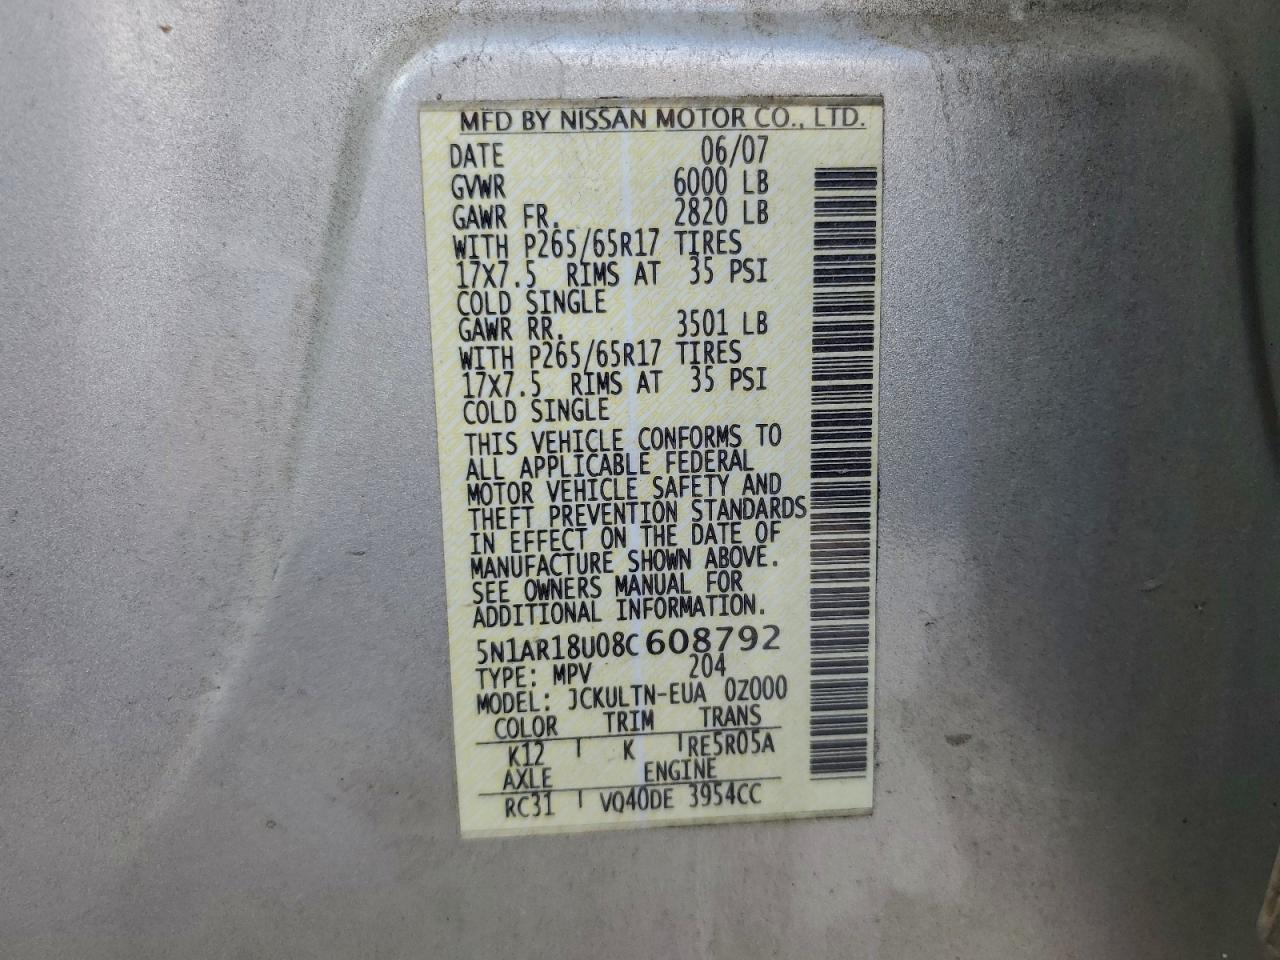 MFD BY NISSAN MOTOR CO., LTD.
DATE 06/07
GVWR 6000 LB
GAWR FR. 2820 LB
WITH P265/65R17 TIRES
17X7.5 RIMS AT 35 PSI
COLD SINGLE
GAWR RR. 3501 LB
WITH P265/65R17 TIRES
17X7.5 RIMS AT 35 PSI
COLD SINGLE
THIS VEHICLE CONFORMS TO
ALL APPLICABLE FEDERAL
MOTOR VEHICLE SAFETY AND
THEFT PREVENTION STANDARDS
IN EFFECT ON THE DATE OF
MANUFACTURE SHOWN ABOVE.
SEE OWNERS MANUAL FOR
ADDITIONAL INFORMATION.
5N1AR18U08C608792
TYPE: MPV 204
MODEL: JCKULTN-EUA 0Z000
COLOR TRIM TRANS
K12 K RE5R05A
AXLE ENGINE
RC31 VQ40DE 3954CC